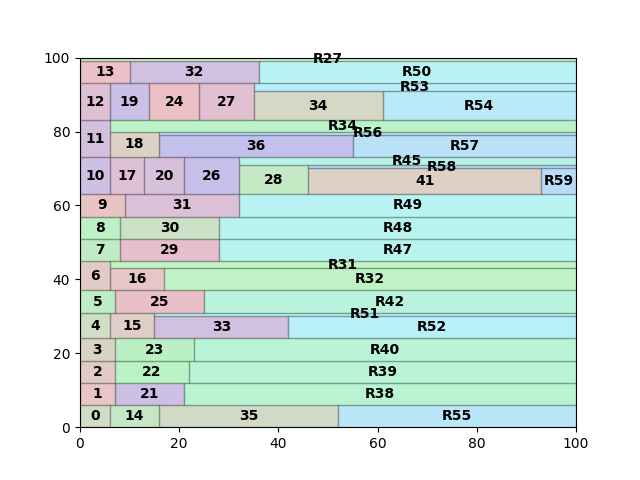 100 R27
13 32 R50
R53
12 19 24 27 34 R54
80 R34
R56
11 18 36 R57
R45
R58
10 17 20 26 28 41 R59
60 9 31 R49
8 30 R48
7 29 R47
R31
40 6 16 R32
5 25 R42
R51
4 15 33 R52
20 3 23 R40
2 22 R39
1 21 R38
0 14 35 R55
0
0 20 40 60 80 100